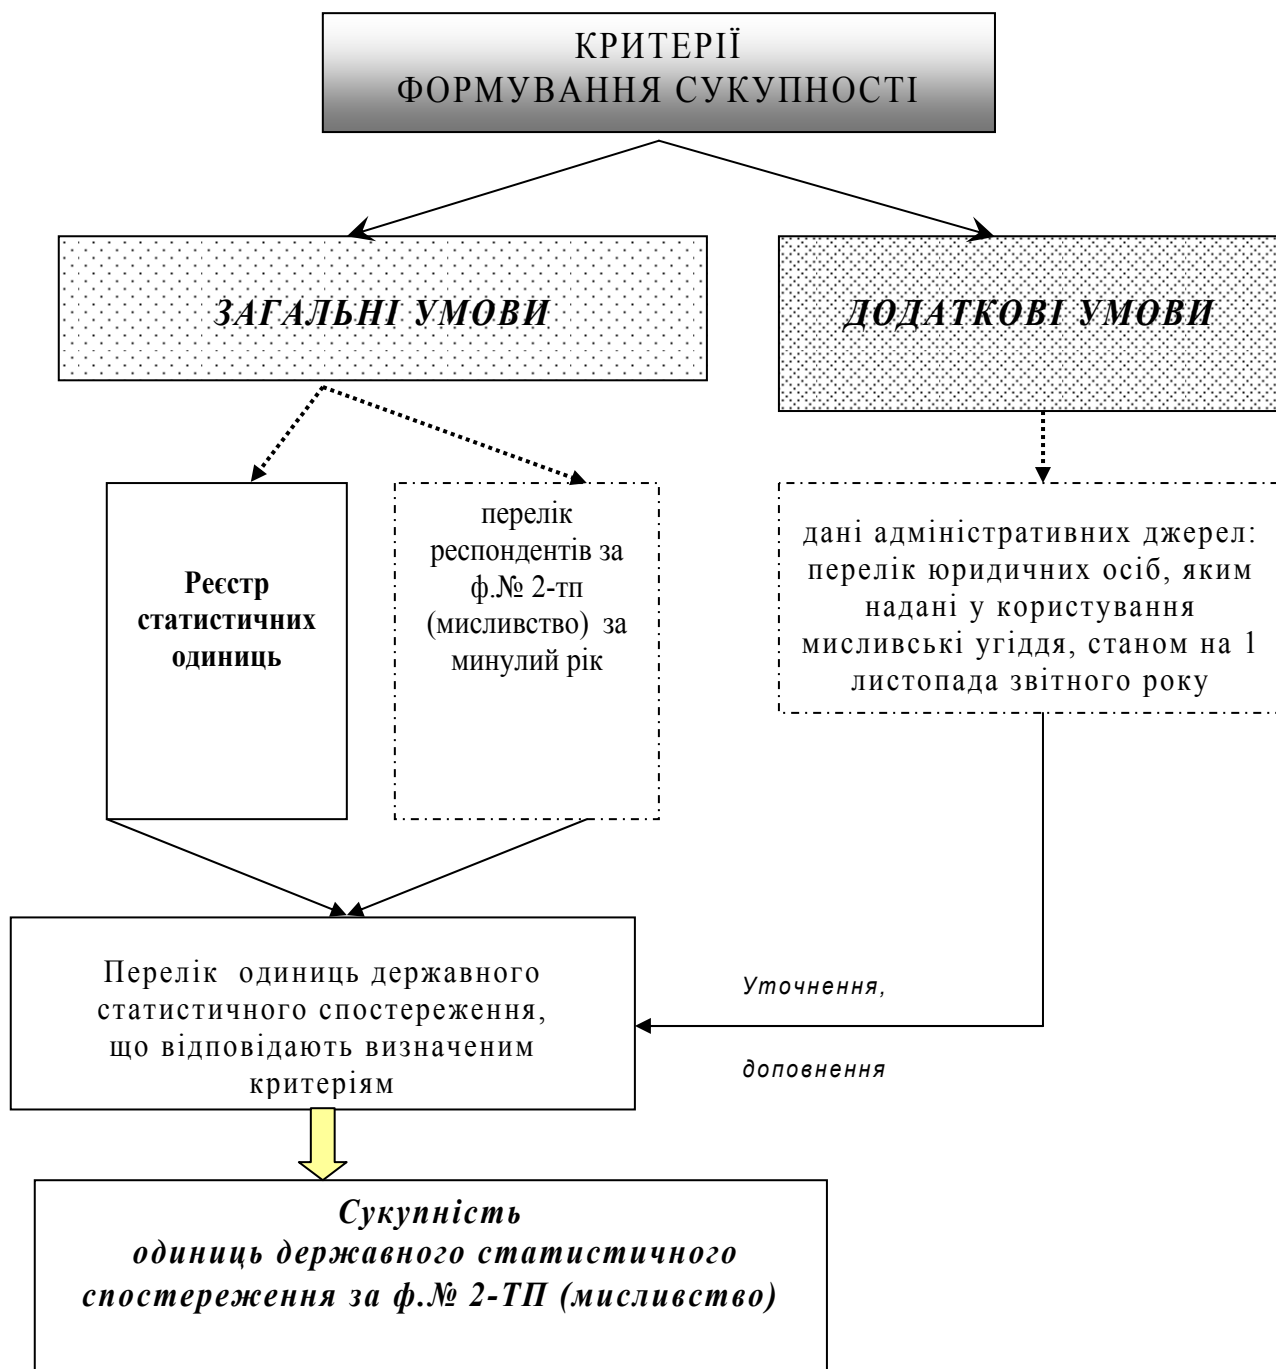 КРИТЕРІЇ
ФОРМУВАННЯ СУКУПНОСТІ
ЗАГАЛЬНІ УМОВИ
ДОДАТКОВІ УМОВИ
Реєстр
статистичних
одиниць
перелік
респондентів за
ф.№ 2-тп
(мисливство) за
минулий рік
дані адміністративних джерел:
перелік юридичних осіб, яким
надані у користування
мисливські угіддя, станом на 1
листопада звітного року
Перелік одиниць державного
статистичного спостереження,
що відповідають визначеним
критеріям
Уточнення,
доповнення
Сукупність
одиниць державного статистичного
спостереження за ф.№ 2-ТП (мисливство)